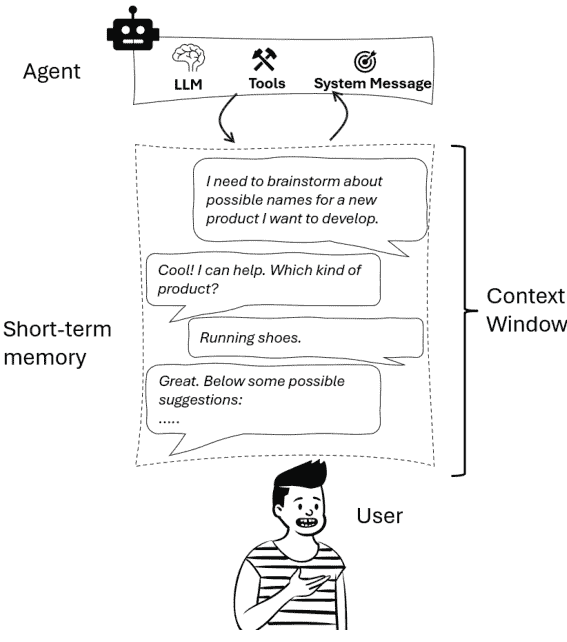 Agent
LLM
Tools
System Message
I need to brainstorm about
possible names for a new
product I want to develop.
Cool! I can help. Which kind of
product?
Running shoes.
Great. Below some possible
suggestions:
.....
Short-term
memory
Context
Window
User